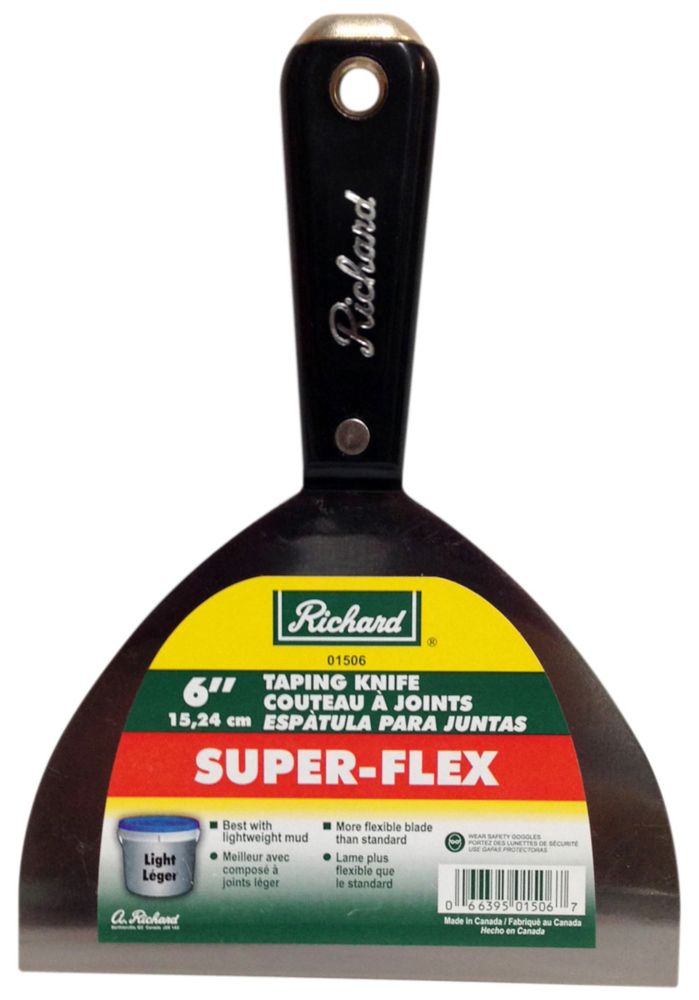 Richard
Richard
®
01506
6"
15,24 cm
TAPING KNIFE
COUTEAU À JOINTS
ESPÀTULA PARA JUNTAS
SUPER-FLEX
Light
Léger
■ Best with
lightweight mud
● Meilleur avec
composé à
joints léger
■ More flexible blade
than standard
● Lame plus
flexible que
le standard
WEAR SAFETY GOGGLES
PORTEZ DES LUNETTES DE SÉCURITÉ
USE GAFAS PROTECTORAS
0 66395 01506 7
Made in Canada / Fabriqué au Canada
Hecho en Canada
A. Richard